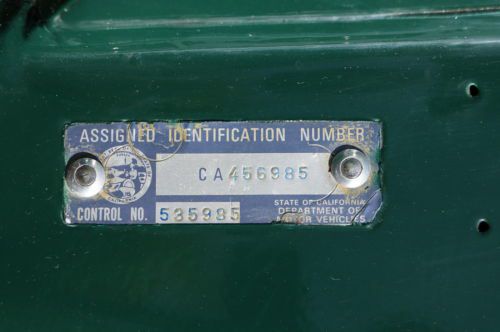 ASSIGNED IDENTIFICATION NUMBER
CA456985
CONTROL NO. 535985
STATE OF CALIFORNIA
DEPARTMENT OF
MOTOR VEHICLES